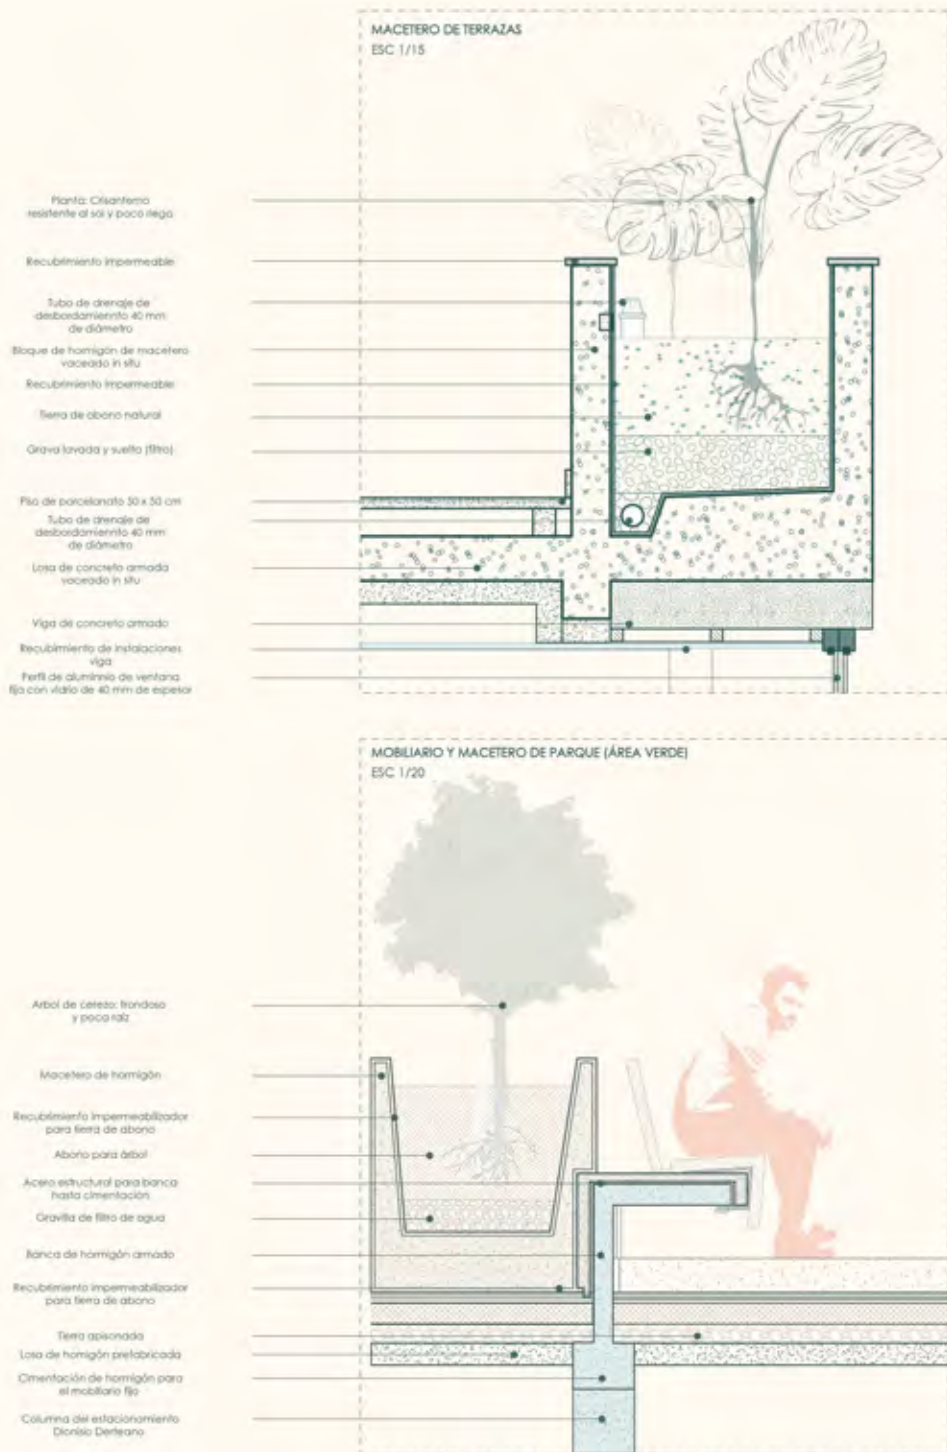 MACETERO DE TERRAZAS
ESC 1/15
Planta: Crisantemo
resistente al sol y poco riego
Recubrimiento impermeable
Tubo de drenaje de
desbordamiennto 40 mm
de diámetro
Bloque de hormigón de macetero
vaceado in situ
Recubrimiento impermeable
Tierra de abono natural
Grava lavada y suelto (filtro)
Piso de porcelanato 50 x 50 cm
Tubo de drenaje de
desbordamiennto 40 mm
de diámetro
Losa de concreto armada
vaceado in situ
Viga de concreto armado
Recubrimiento de instalaciones
viga
Perfil de aluminio de ventana
fija con vidrio de 40 mm de espesor
MOBILIARIO Y MACETERO DE PARQUE (ÁREA VERDE)
ESC 1/20
Arbol de cerezo: frondoso
y poca raíz
Macetero de hormigón
Recubrimiento impermeabilizador
para tierra de abono
Abono para árbol
Acero estructural para banca
hasta cimentación
Gravilla de filtro de agua
Banca de hormigón armado
Recubrimiento impermeabilizador
para tierra de abono
Tierra apisonada
Losa de homigón prefabricada
Cimentación de hormigón para
el mobiliario fijo
Columna del estacionamiento
Dionisio Derteano